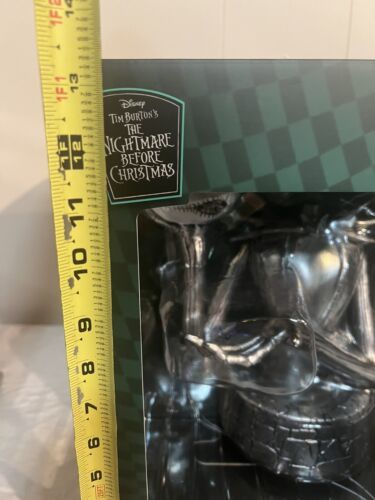 14
1F2
13
1F1
12
1F
11
10
9
8
7
6
5
Disney
TIM BURTON'S
THE
NIGHTMARE
BEFORE
CHRISTMAS